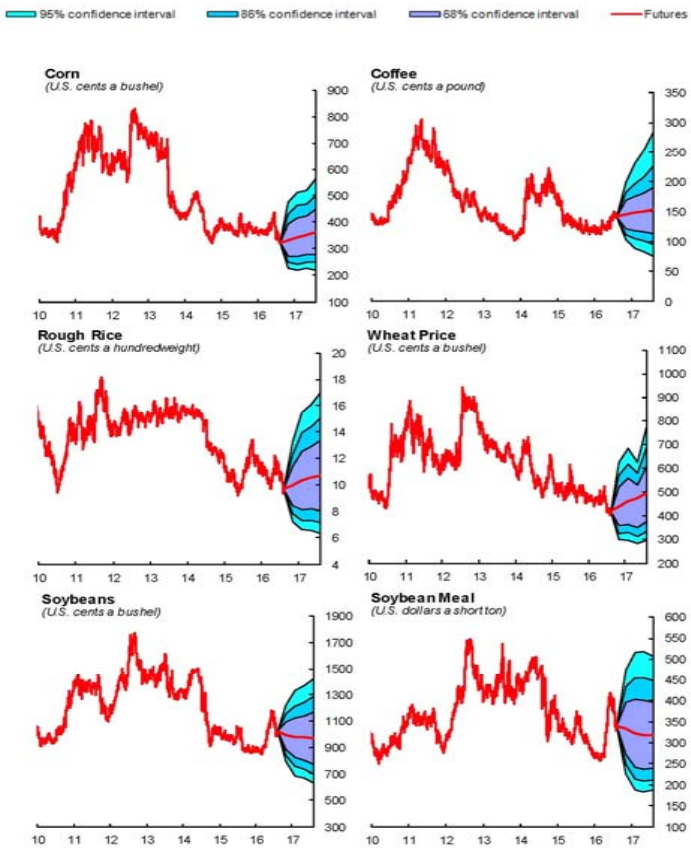 95% confidence interval 86% confidence interval 68% confidence interval Futures
Corn
(U.S. cents a bushel)
900
800
700
600
500
400
300
200
100
10 11 12 13 14 15 16 17
Coffee
(U.S. cents a pound)
350
300
250
200
150
100
50
0
10 11 12 13 14 15 16 17
Rough Rice
(U.S. cents a hundredweight)
20
18
16
14
12
10
8
6
4
10 11 12 13 14 15 16 17
Wheat Price
(U.S. cents a bushel)
1100
1000
900
800
700
600
500
400
300
200
10 11 12 13 14 15 16 17
Soybeans
(U.S. cents a bushel)
1900
1700
1500
1300
1100
900
700
500
300
10 11 12 13 14 15 16 17
Soybean Meal
(U.S. dollars a short ton)
600
550
500
450
400
350
300
250
200
150
100
10 11 12 13 14 15 16 17